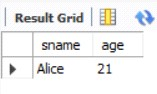 Result Grid
sname age
Alice 21